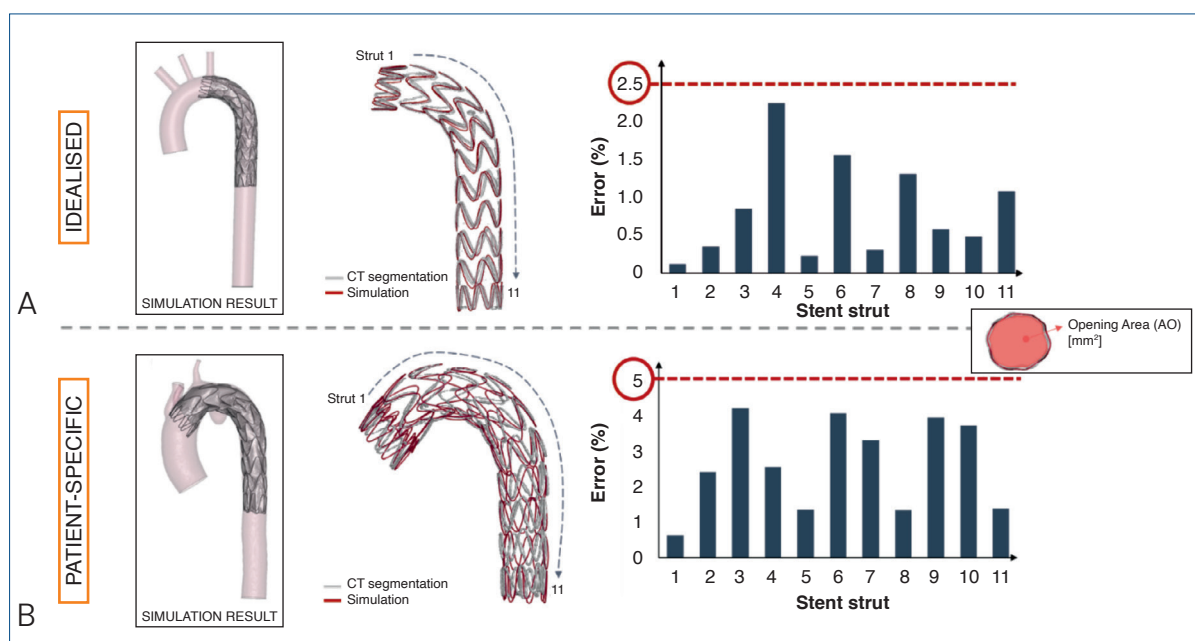 IDEALISED
SIMULATION RESULT
Strut 1
11
CT segmentation
Simulation
Error (%)
2.5
2.0
1.5
1.0
0.5
0
1 2 3 4 5 6 7 8 9 10 11
Stent strut
A
Opening Area (AO)
[mm²]
PATIENT-SPECIFIC
SIMULATION RESULT
Strut 1
11
CT segmentation
Simulation
Error (%)
5
4
3
2
1
0
1 2 3 4 5 6 7 8 9 10 11
Stent strut
B